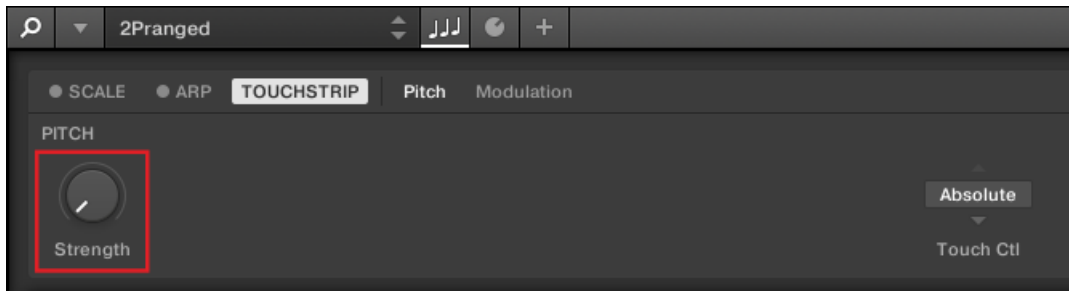 2Pranged
SCALE ARP TOUCHSTRIP Pitch Modulation
PITCH
Absolute
Strength Touch Ctl